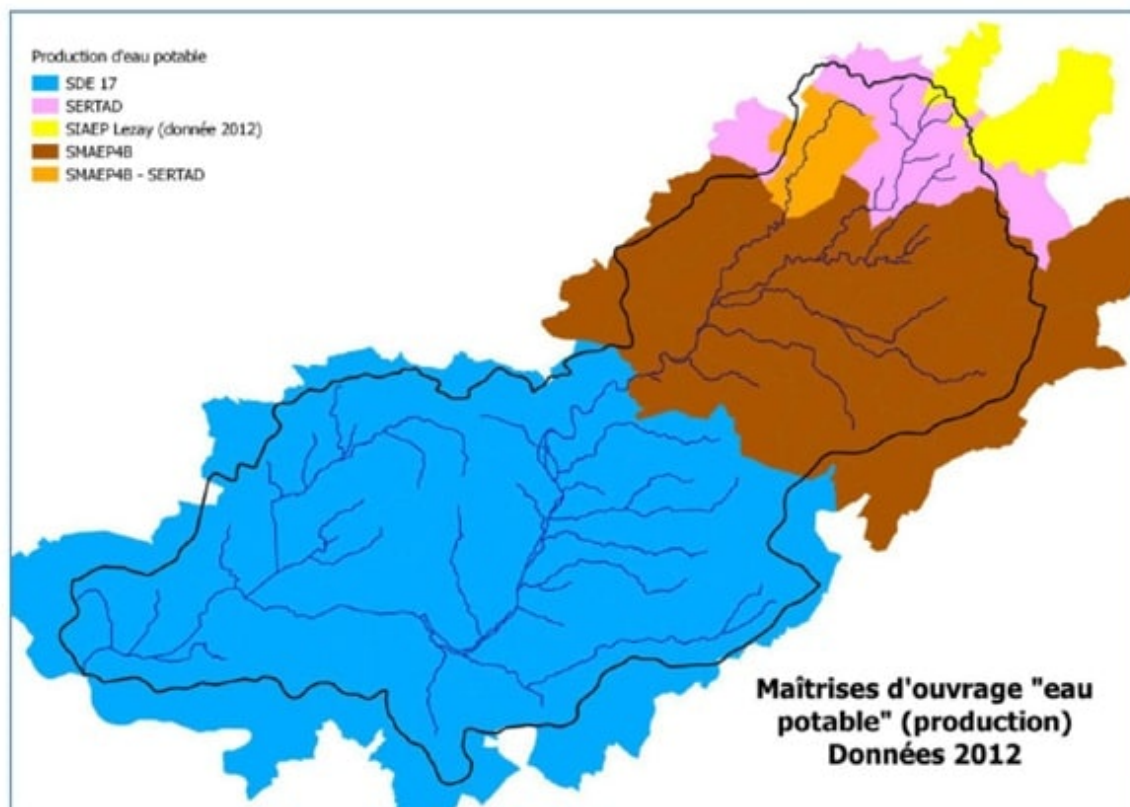 Production d'eau potable
SDE 17
SERTAD
SIAEP Lezay (donnée 2012)
SMAEP4B
SMAEP4B - SERTAD
Maîtrises d'ouvrage "eau
potable" (production)
Données 2012